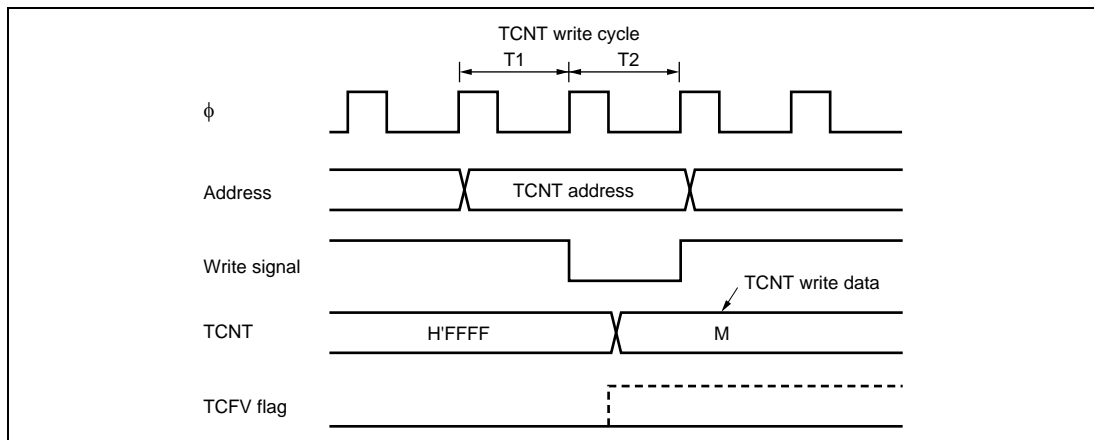 TCNT write cycle
T1 T2
ϕ
Address TCNT address
Write signal
TCNT write data
TCNT H'FFFF M
TCFV flag